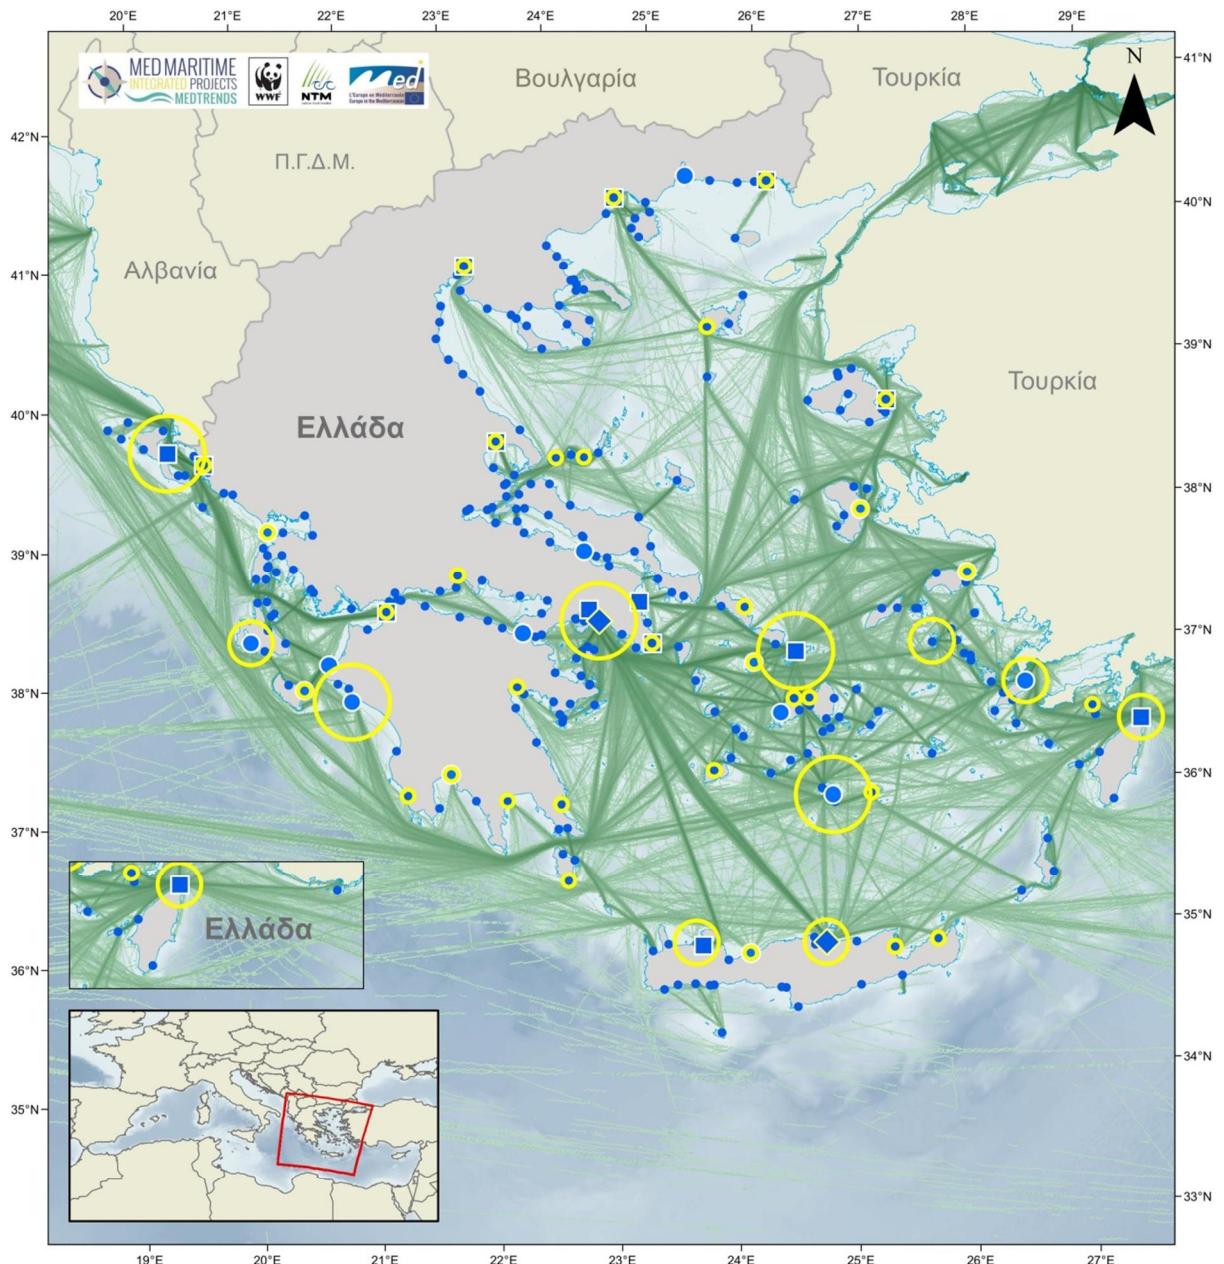 20°E 21°E 22°E 23°E 24°E 25°E 26°E 27°E 28°E 29°E
41°N
N
MED MARITIME
INTEGRATED PROJECTS
MEDTRENDS
WWF
NTM
Med
L'Europe en Méditerranée
Europe in the Mediterranean
Βουλγαρία
Τουρκία
42°N
Π.Γ.Δ.Μ.
40°N
41°N
Αλβανία
39°N
Τουρκία
40°N
Ελλάδα
38°N
39°N
37°N
38°N
36°N
37°N
35°N
Ελλάδα
36°N
34°N
35°N
33°N
19°E 20°E 21°E 22°E 23°E 24°E 25°E 26°E 27°E